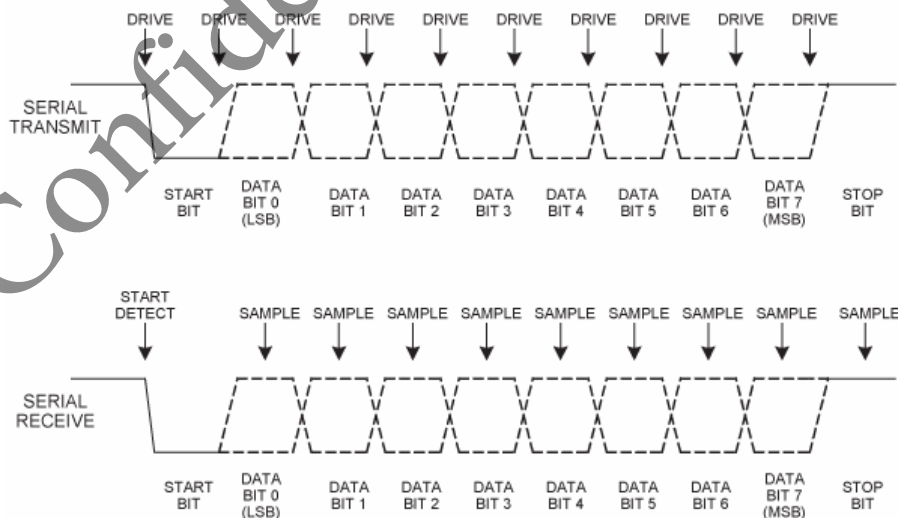 DRIVE DRIVE DRIVE DRIVE DRIVE DRIVE DRIVE DRIVE DRIVE DRIVE
SERIAL
TRANSMIT
START
BIT
DATA
BIT 0
(LSB)
DATA
BIT 1
DATA
BIT 2
DATA
BIT 3
DATA
BIT 4
DATA
BIT 5
DATA
BIT 6
DATA
BIT 7
(MSB)
STOP
BIT
START
DETECT
SAMPLE SAMPLE SAMPLE SAMPLE SAMPLE SAMPLE SAMPLE SAMPLE SAMPLE
SERIAL
RECEIVE
START
BIT
DATA
BIT 0
(LSB)
DATA
BIT 1
DATA
BIT 2
DATA
BIT 3
DATA
BIT 4
DATA
BIT 5
DATA
BIT 6
DATA
BIT 7
(MSB)
STOP
BIT